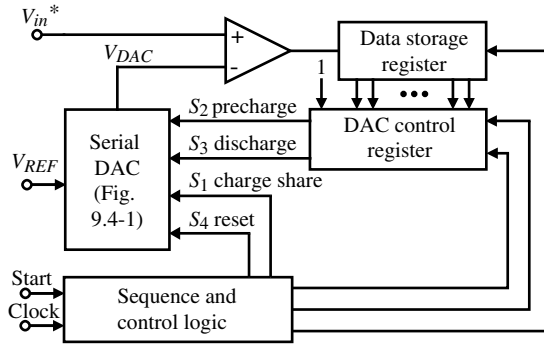 V_in*
+
V_DAC
-
1
Data storage
register
S_2 precharge
S_3 discharge
S_1 charge share
S_4 reset
DAC control
register
Serial
DAC
(Fig.
9.4-1)
V_REF
Start
Clock
Sequence and
control logic